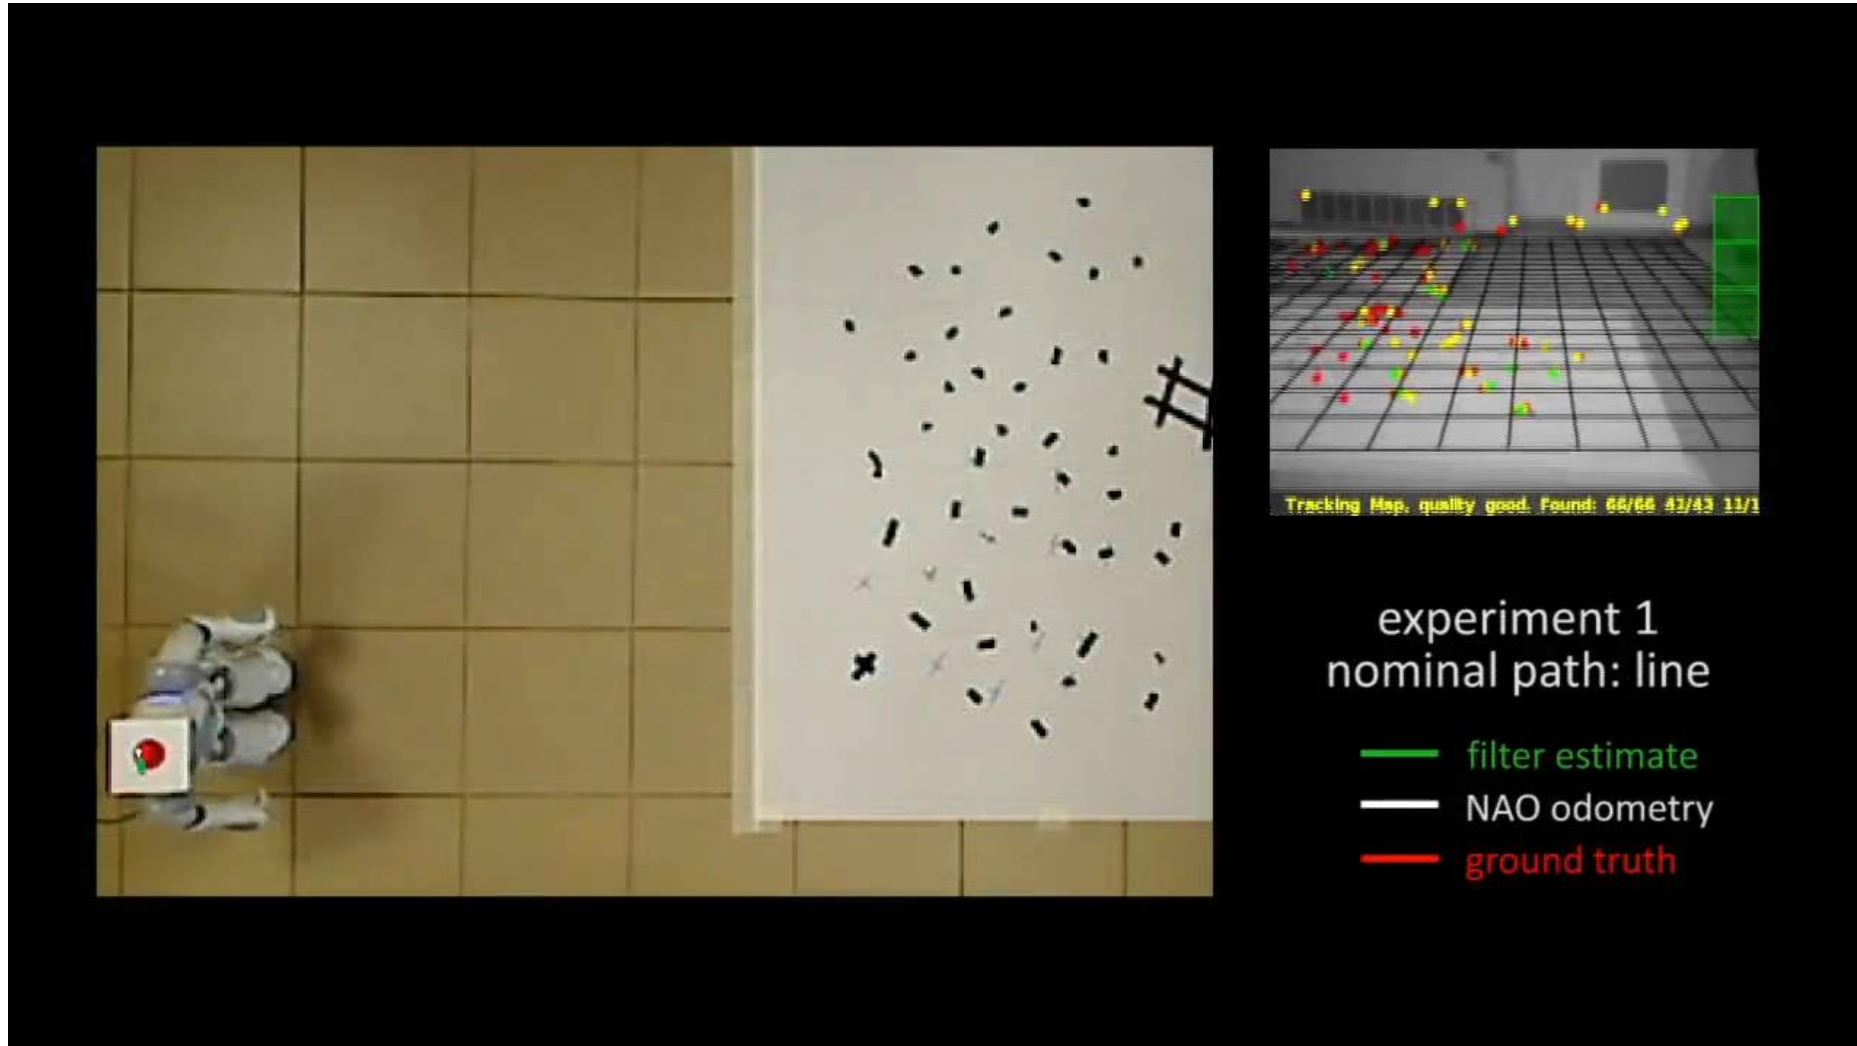 Tracking Map, quality good. Found: 66/66 43/43 11/1
experiment 1
nominal path: line
filter estimate
NAO odometry
ground truth